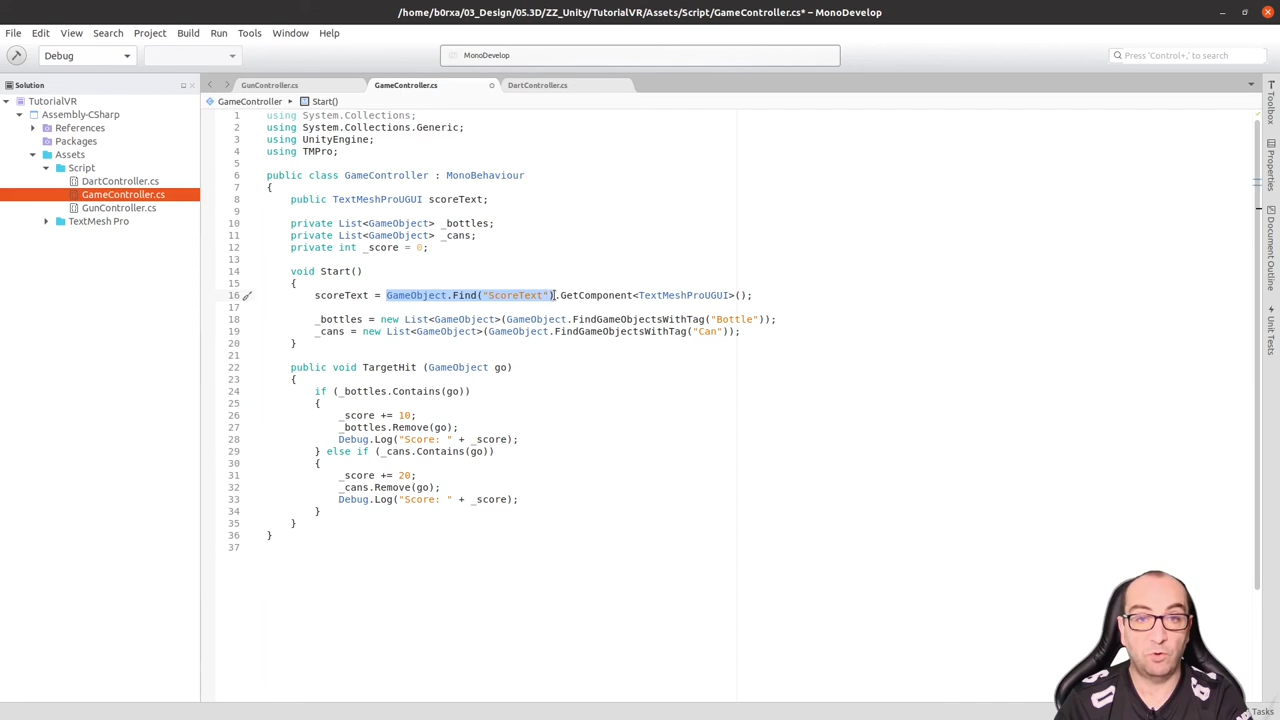 /home/b0rxa/03_Design/05.3D/ZZ_Unity/TutorialVR/Assets/Script/GameController.cs* – MonoDevelop
File Edit View Search Project Build Run Tools Window Help
Debug
MonoDevelop
Press 'Control+,' to search
Solution
TutorialVR
Assembly-CSharp
References
Packages
Assets
Script
DartController.cs
GameController.cs
GunController.cs
TextMesh Pro
GunController.cs GameController.cs DartController.cs
GameController Start()
1 using System.Collections;
2 using System.Collections.Generic;
3 using UnityEngine;
4 using TMPro;
5
6 public class GameController : MonoBehaviour
7 {
8 public TextMeshProUGUI scoreText;
9
10 private List<GameObject> _bottles;
11 private List<GameObject> _cans;
12 private int _score = 0;
13
14 void Start()
15 {
16 scoreText = GameObject.Find("ScoreText").GetComponent<TextMeshProUGUI>();
17
18 _bottles = new List<GameObject>(GameObject.FindGameObjectsWithTag("Bottle"));
19 _cans = new List<GameObject>(GameObject.FindGameObjectsWithTag("Can"));
20 }
21
22 public void TargetHit (GameObject go)
23 {
24 if (_bottles.Contains(go))
25 {
26 _score += 10;
27 _bottles.Remove(go);
28 Debug.Log("Score: " + _score);
29 } else if (_cans.Contains(go))
30 {
31 _score += 20;
32 _cans.Remove(go);
33 Debug.Log("Score: " + _score);
34 }
35 }
36 }
37
Toolbox
Properties
Document Outline
Unit Tests
Tasks